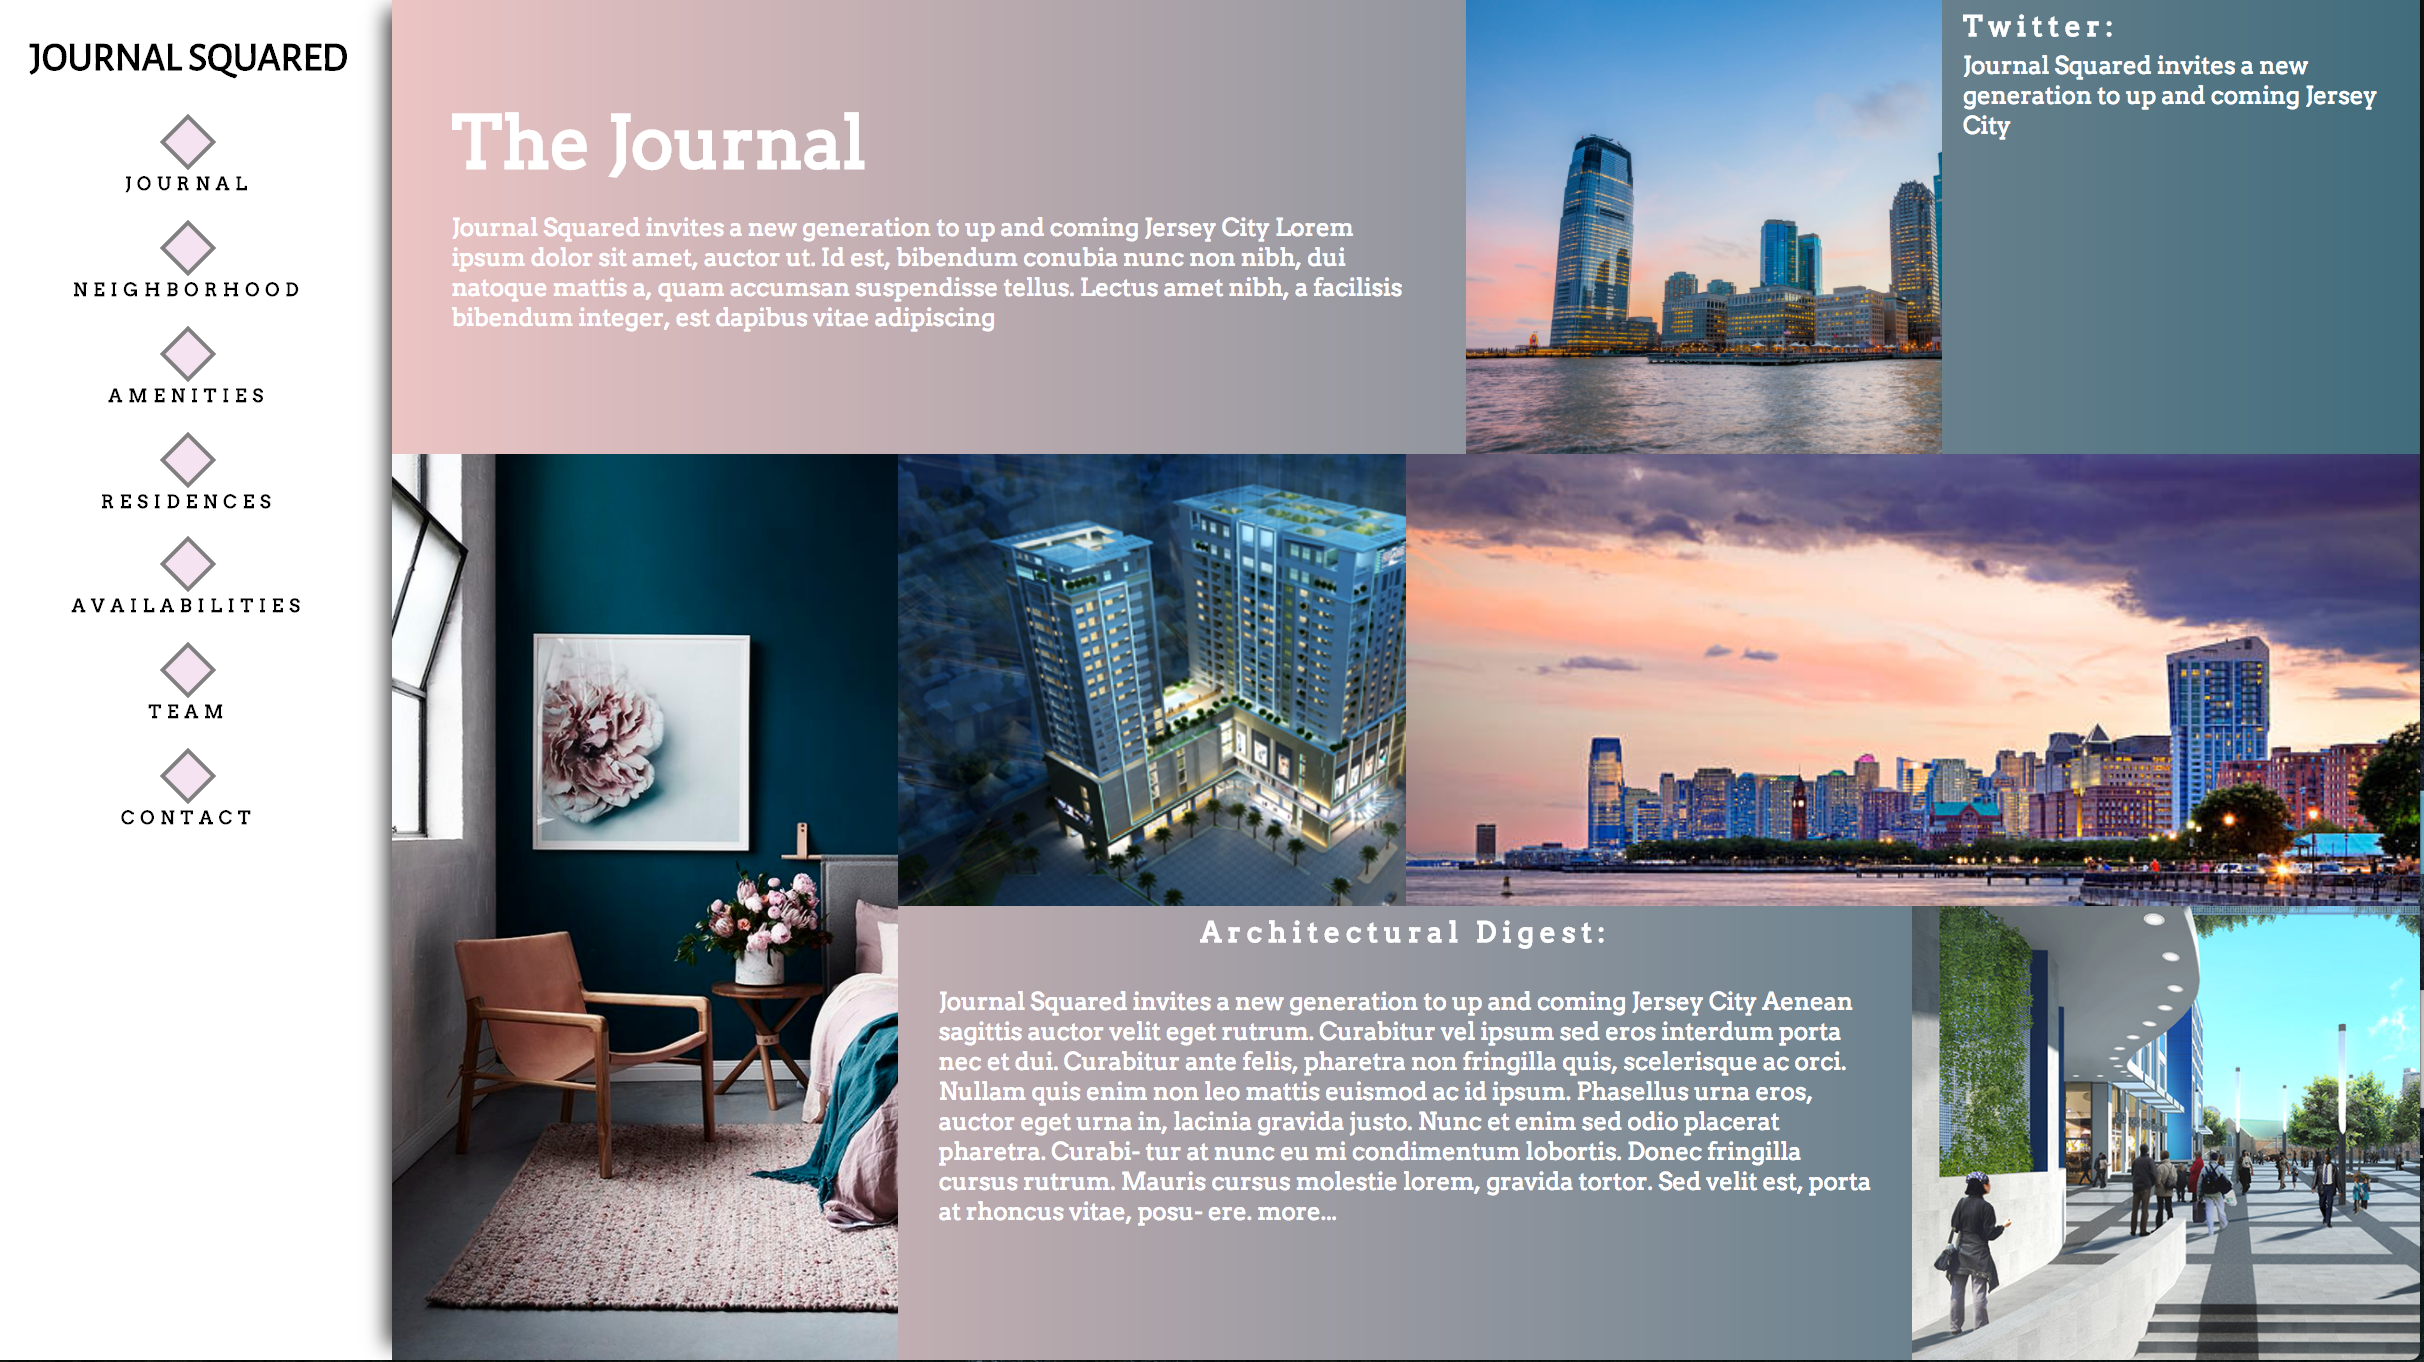 JOURNAL SQUARED
JOURNAL
NEIGHBORHOOD
AMENITIES
RESIDENCES
AVAILABILITIES
TEAM
CONTACT
The Journal
Journal Squared invites a new generation to up and coming Jersey City Lorem
ipsum dolor sit amet, auctor ut. Id est, bibendum conubia nunc non nibh, dui
natoque mattis a, quam accumsan suspendisse tellus. Lectus amet nibh, a facilisis
bibendum integer, est dapibus vitae adipiscing
Twitter:
Journal Squared invites a new
generation to up and coming Jersey
City
Architectural Digest:
Journal Squared invites a new generation to up and coming Jersey City Aenean
sagittis auctor velit eget rutrum. Curabitur vel ipsum sed eros interdum porta
nec et dui. Curabitur ante felis, pharetra non fringilla quis, scelerisque ac orci.
Nullam quis enim non leo mattis euismod ac id ipsum. Phasellus urna eros,
auctor eget urna in, lacinia gravida justo. Nunc et enim sed odio placerat
pharetra. Curabi- tur at nunc eu mi condimentum lobortis. Donec fringilla
cursus rutrum. Mauris cursus molestie lorem, gravida tortor. Sed velit est, porta
at rhoncus vitae, posu- ere. more...